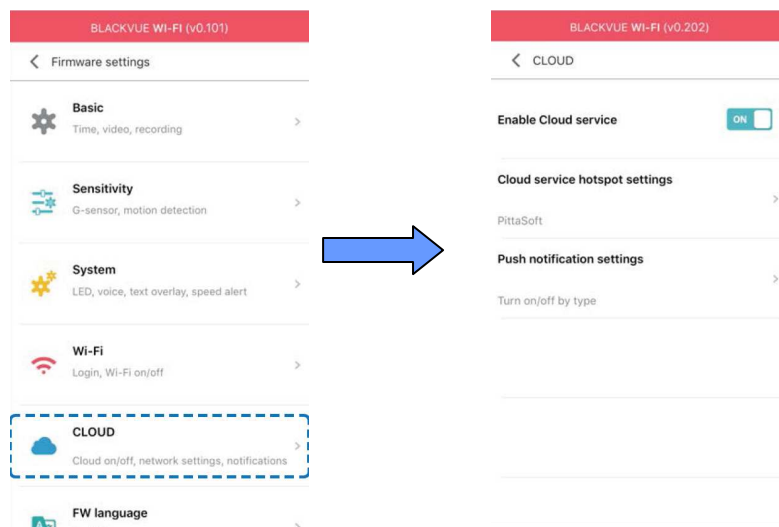 BLACKVUE WI-FI (v0.101)
Firmware settings
Basic
Time, video, recording
Sensitivity
G-sensor, motion detection
System
LED, voice, text overlay, speed alert
Wi-Fi
Login, Wi-Fi on/off
CLOUD
Cloud on/off, network settings, notifications
FW language
BLACKVUE WI-FI (v0.202)
CLOUD
Enable Cloud service
ON
Cloud service hotspot settings
PittaSoft
Push notification settings
Turn on/off by type